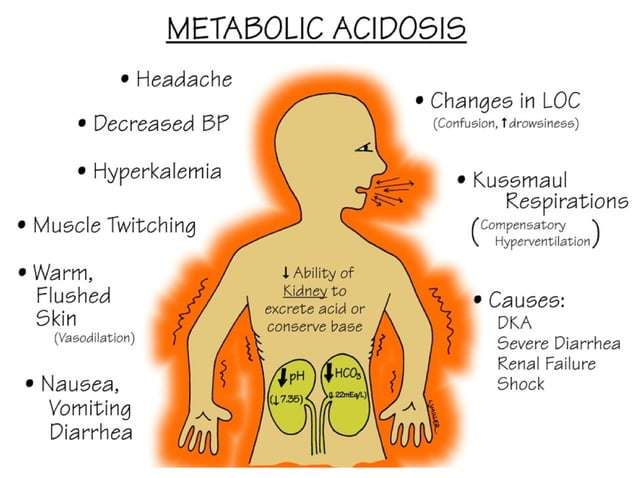 METABOLIC ACIDOSIS
• Headache
• Decreased BP
• Hyperkalemia
• Muscle Twitching
• Warm,
Flushed
Skin
(Vasodilation)
• Nausea,
Vomiting
Diarrhea
• Changes in LOC
(Confusion, ↑drowsiness)
• Kussmaul
Respirations
(Compensatory
Hyperventilation)
• Causes:
DKA
Severe Diarrhea
Renal Failure
Shock
↓ Ability of
Kidney to
excrete acid or
conserve base
↓pH
(↓7.35)
↓HCO₃
(↓22mEq/L)